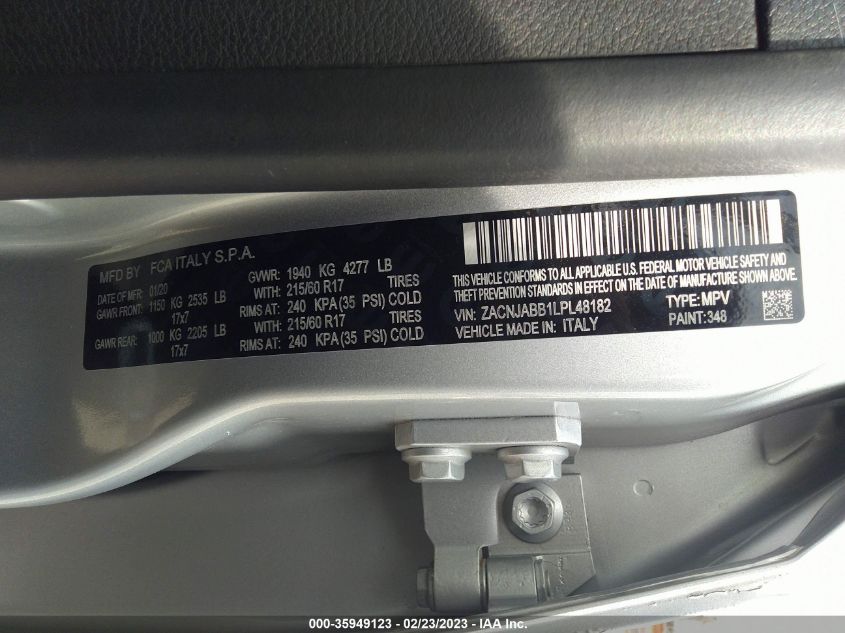 MFD BY FCA ITALY S.P.A.
DATE OF MFR 01/20 GVWR: 1940 KG 4277 LB
GAWR FRONT: 1150 KG 2535 LB WITH: 215/60 R17 TIRES
17x7 RIMS AT: 240 KPA(35 PSI) COLD
GAWR REAR: 1000 KG 2205 LB WITH: 215/60 R17 TIRES
17x7 RIMS AT: 240 KPA(35 PSI) COLD
THIS VEHICLE CONFORMS TO ALL APPLICABLE U.S. FEDERAL MOTOR VEHICLE SAFETY AND
THEFT PREVENTION STANDARDS IN EFFECT ON THE DATE OF MANUFACTURE SHOWN ABOVE.
VIN: ZACNJABB1LPL48182 TYPE: MPV
VEHICLE MADE IN: ITALY PAINT:348
000-35949123 - 02/23/2023 - IAA Inc.